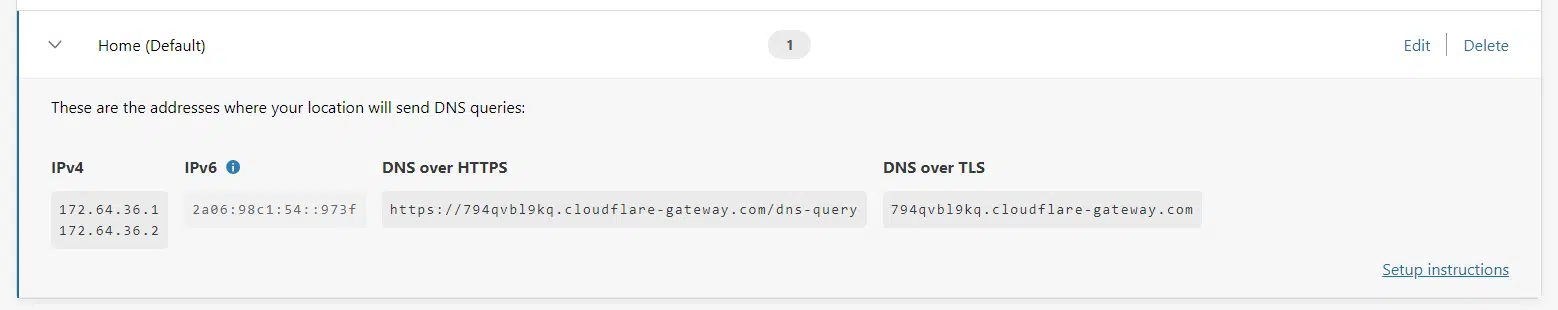 Home (Default)
1
Edit
Delete
These are the addresses where your location will send DNS queries:
IPv4
IPv6
DNS over HTTPS
DNS over TLS
172.64.36.1
172.64.36.2
2a06:98c1:54::973f
https://794qvbl9kq.cloudflare-gateway.com/dns-query
794qvbl9kq.cloudflare-gateway.com
Setup instructions